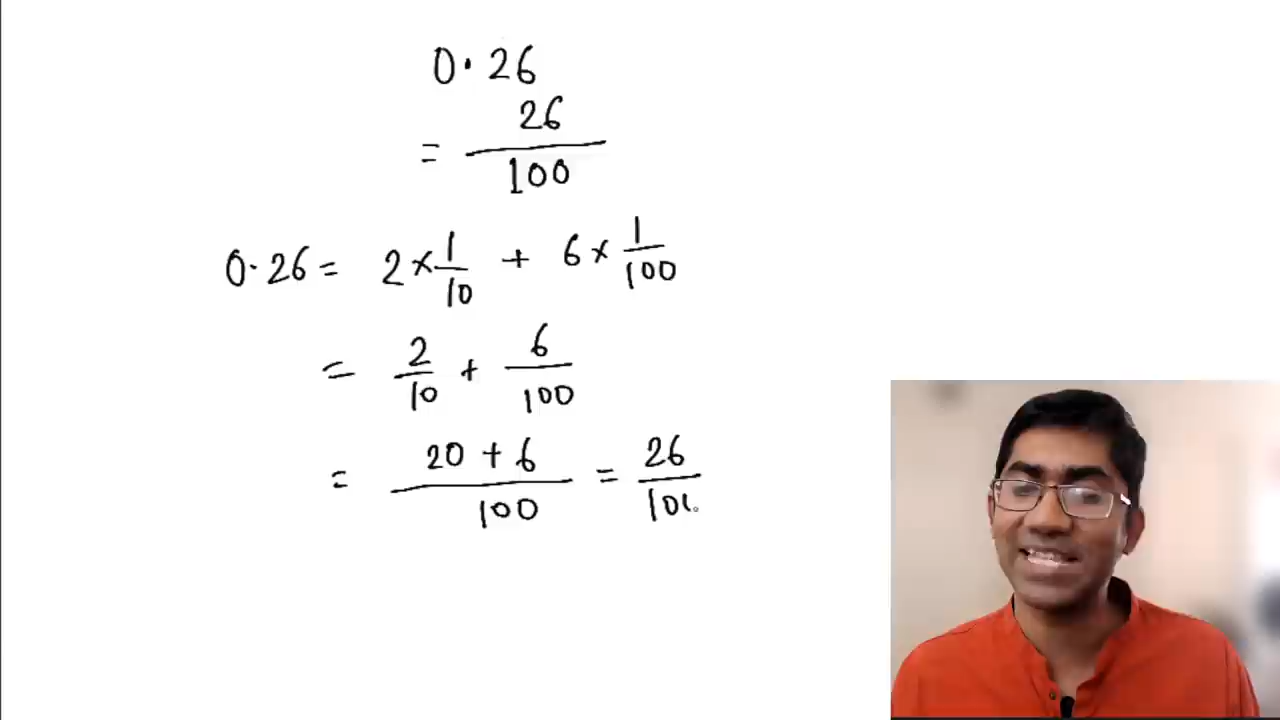 0.26
= 26/100
0.26 = 2 × 1/10 + 6 × 1/100
= 2/10 + 6/100
= 20 + 6/100 = 26/10